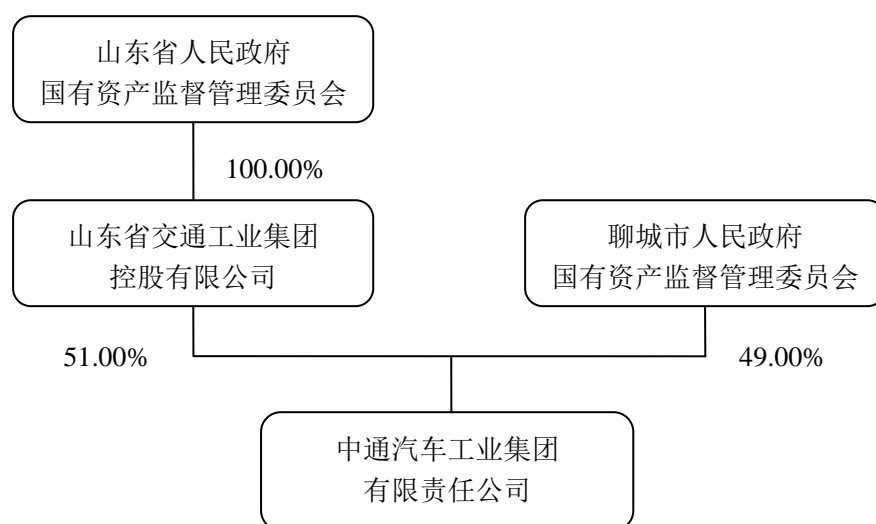 山东省人民政府
国有资产监督管理委员会
100.00%
山东省交通工业集团
控股有限公司
聊城市人民政府
国有资产监督管理委员会
51.00%
49.00%
中通汽车工业集团
有限责任公司